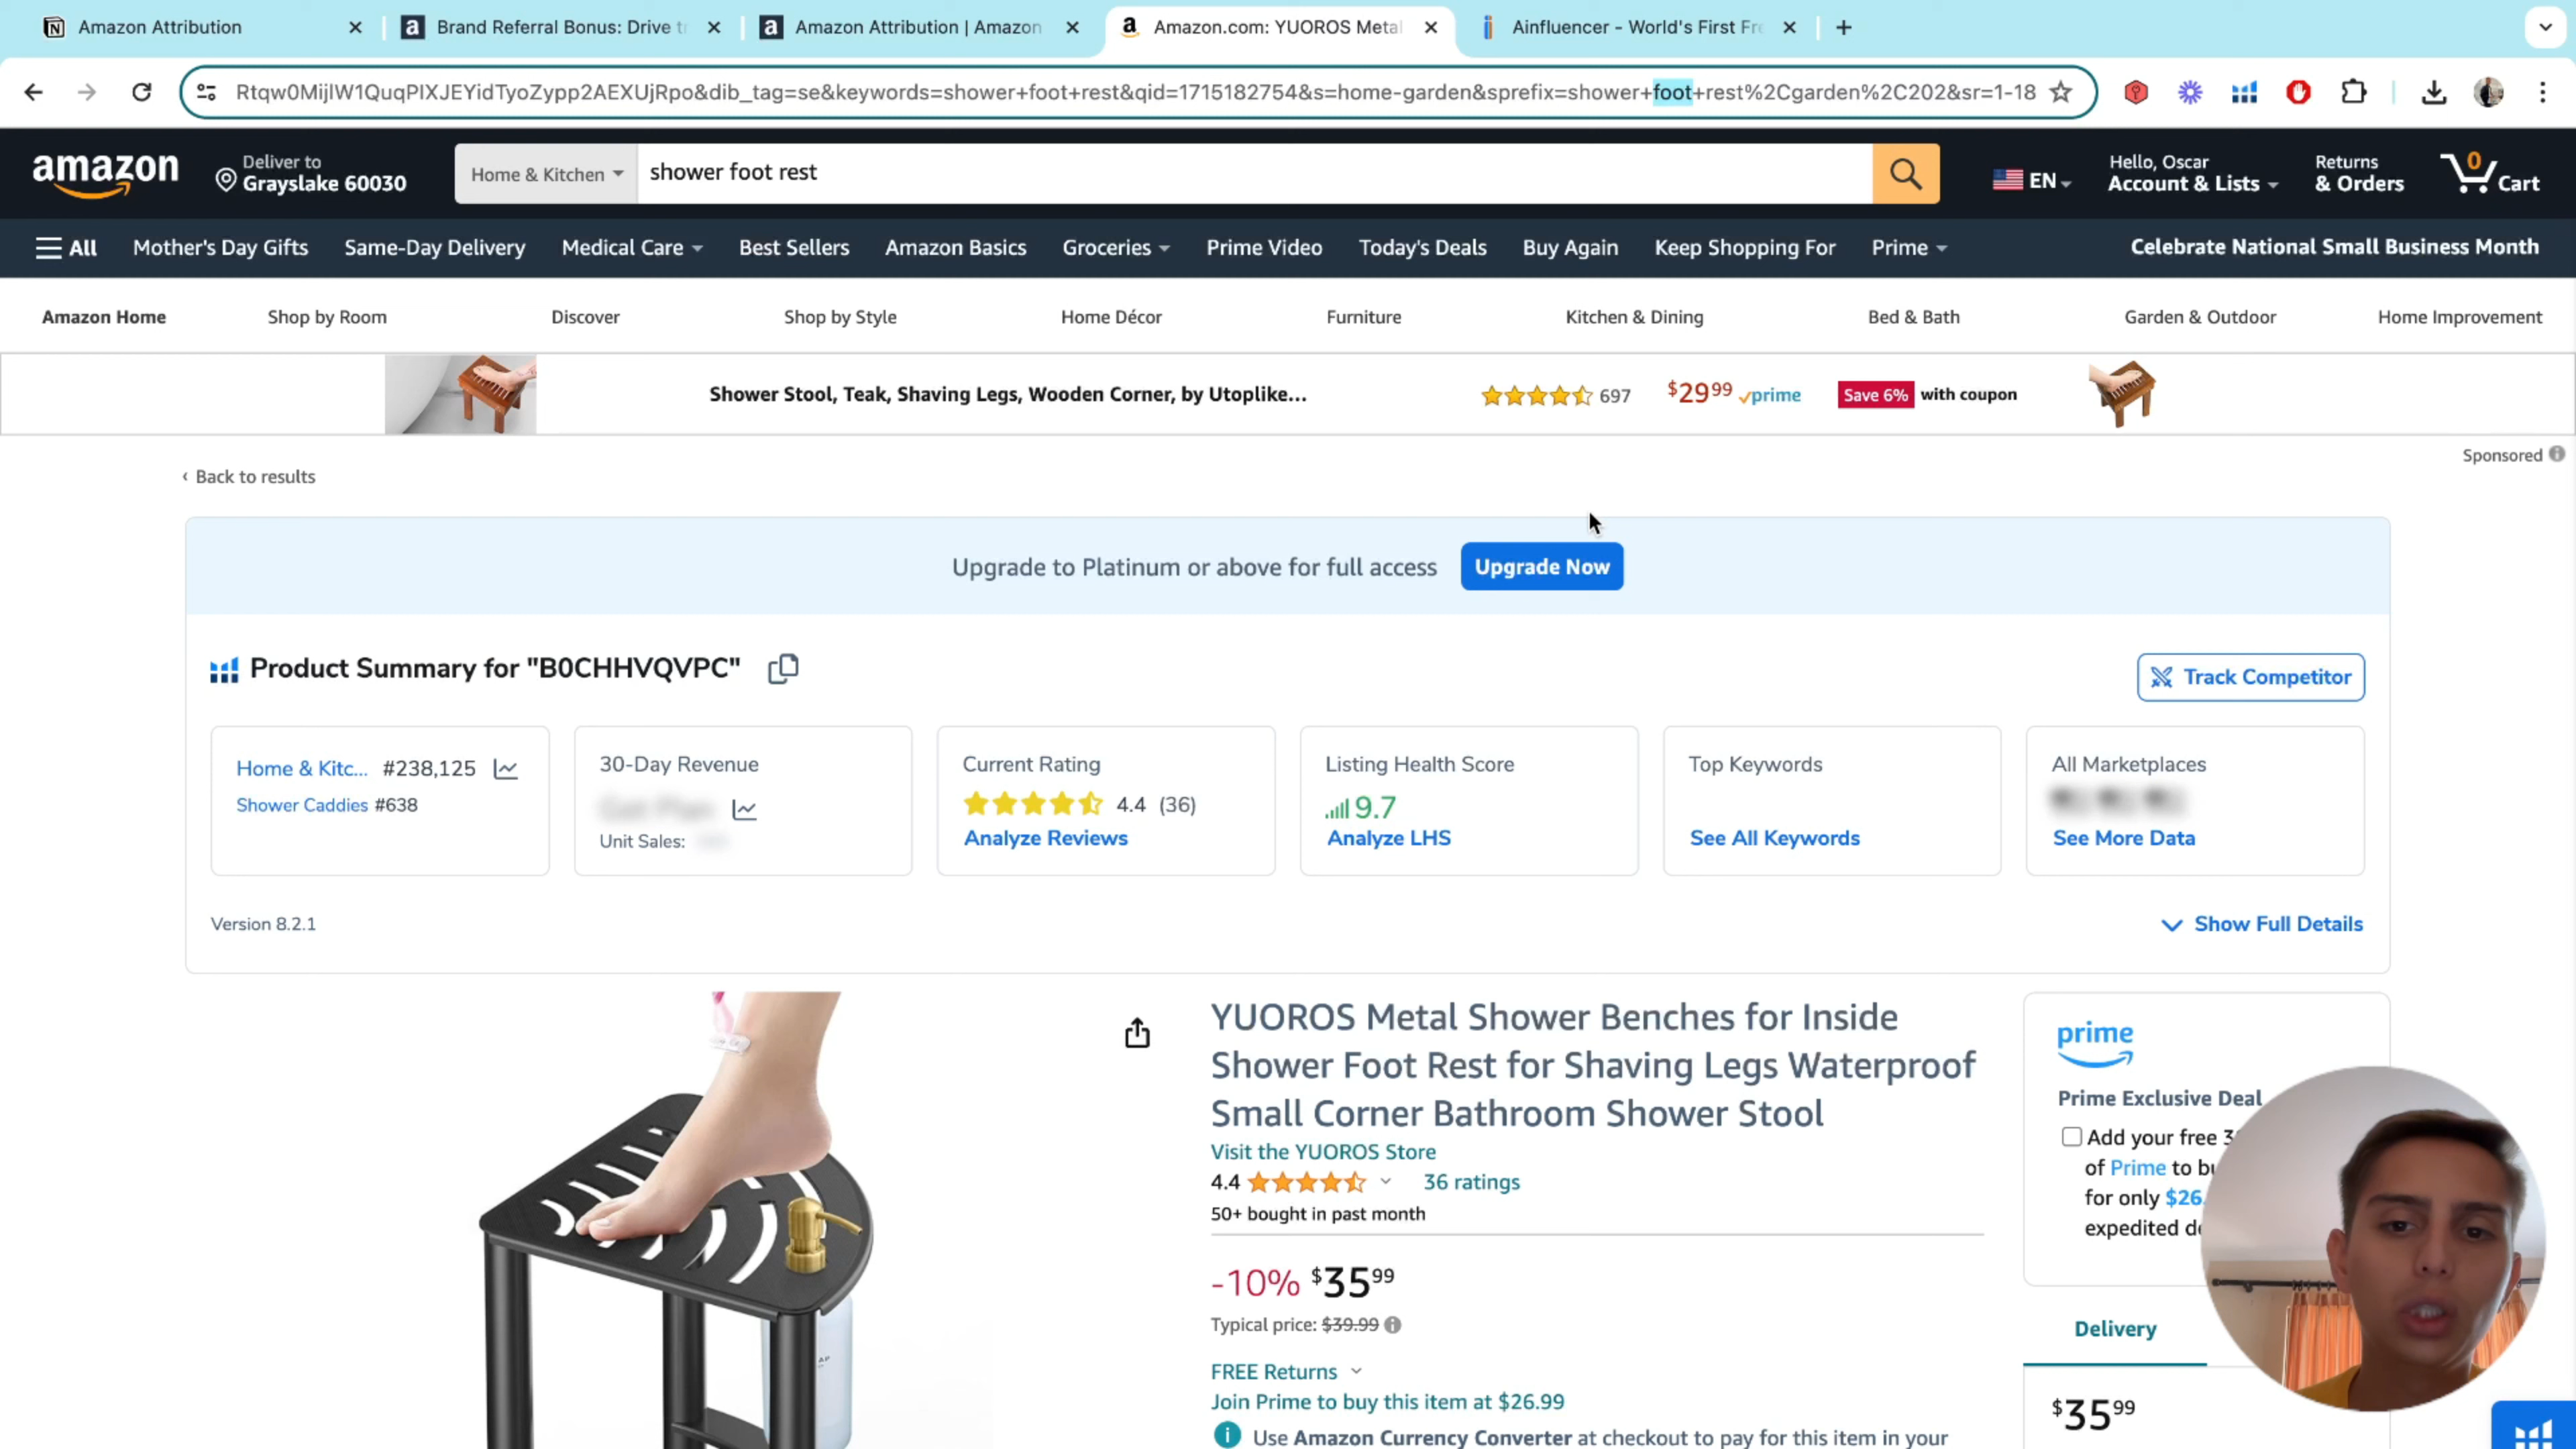 Amazon Attribution
Brand Referral Bonus: Drive tr
Amazon Attribution | Amazon
Amazon.com: YUOROS Metal
Ainfluencer - World's First Fre
Rtqw0MijlW1QuqPIXJEYidTyoZypp2AEXUjRpo&dib_tag=se&keywords=shower+foot+rest&qid=1715182754&s=home-garden&sprefix=shower+foot+rest%2Cgarden%2C202&sr=1-18
amazon
Deliver to
Grayslake 60030
Home & Kitchen
shower foot rest
EN
Hello, Oscar
Account & Lists
Returns
& Orders
0
Cart
All
Mother's Day Gifts
Same-Day Delivery
Medical Care
Best Sellers
Amazon Basics
Groceries
Prime Video
Today's Deals
Buy Again
Keep Shopping For
Prime
Celebrate National Small Business Month
Amazon Home
Shop by Room
Discover
Shop by Style
Home Décor
Furniture
Kitchen & Dining
Bed & Bath
Garden & Outdoor
Home Improvement
Shower Stool, Teak, Shaving Legs, Wooden Corner, by Utoplike...
697
$29.99 prime
Save 6% with coupon
Sponsored
‹ Back to results
Upgrade to Platinum or above for full access
Upgrade Now
Product Summary for "B0CHHVQVPC"
Track Competitor
Home & Kitc... #238,125
Shower Caddies #638
30-Day Revenue
Unit Sales:
Current Rating
4.4 (36)
Analyze Reviews
Listing Health Score
9.7
Analyze LHS
Top Keywords
See All Keywords
All Marketplaces
See More Data
Version 8.2.1
Show Full Details
YUOROS Metal Shower Benches for Inside
Shower Foot Rest for Shaving Legs Waterproof
Small Corner Bathroom Shower Stool
Visit the YUOROS Store
4.4
36 ratings
50+ bought in past month
-10% $35.99
Typical price: $39.99
FREE Returns
Join Prime to buy this item at $26.99
Use Amazon Currency Converter at checkout to pay for this item in your
prime
Prime Exclusive Deal
Add your free
of Prime to
for only $26.
expedited
Delivery
$35.99